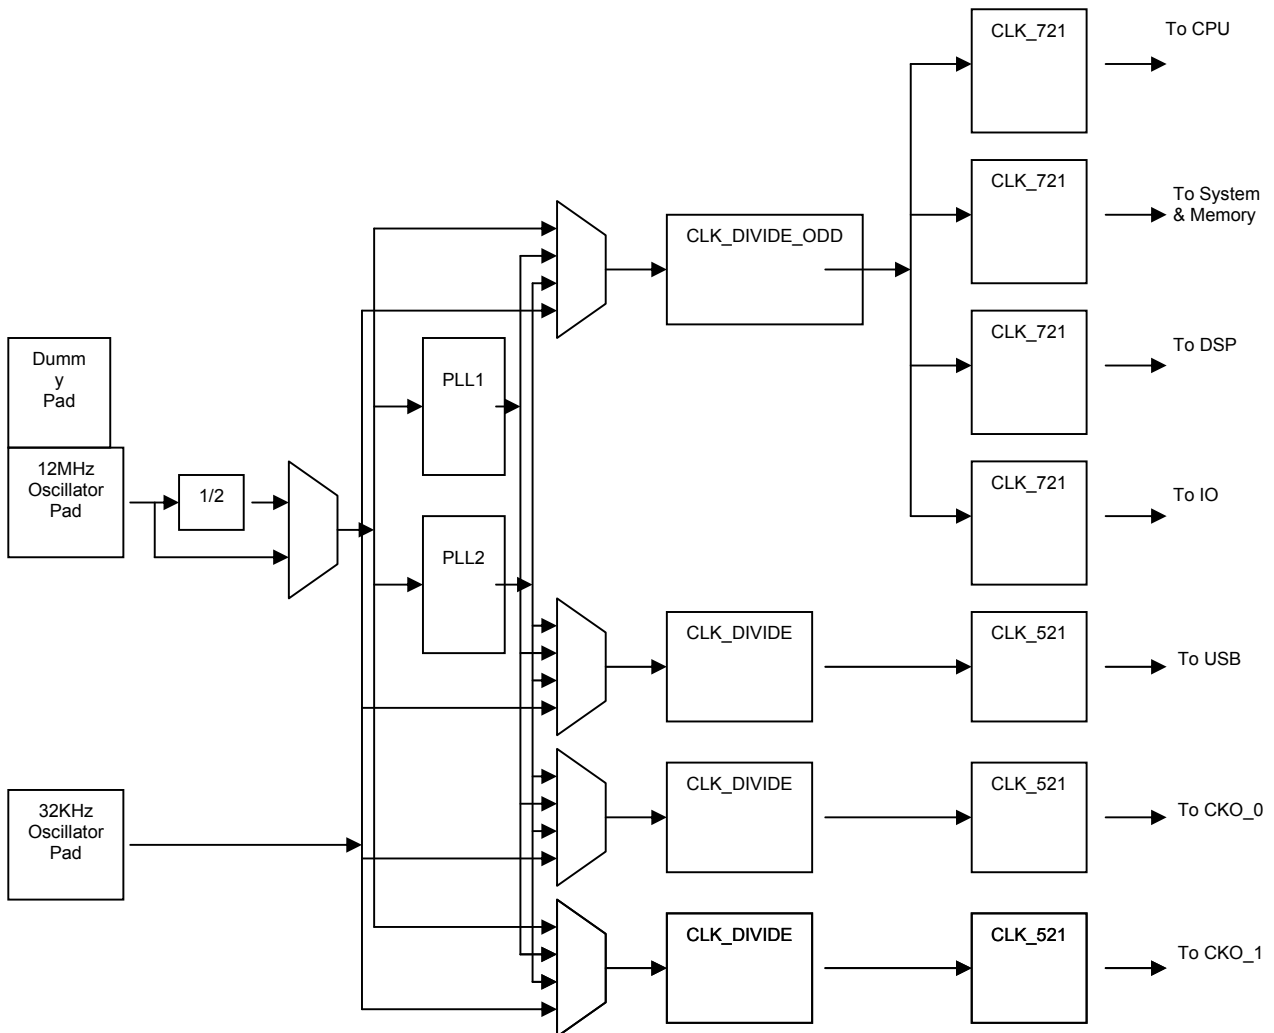 CLK_721
To CPU
CLK_721
To System
& Memory
CLK_DIVIDE_ODD
CLK_721
To DSP
Dumm
y
Pad
PLL1
12MHz
Oscillator
Pad
1/2
CLK_721
To IO
PLL2
CLK_DIVIDE
CLK_521
To USB
32KHz
Oscillator
Pad
CLK_DIVIDE
CLK_521
To CKO_0
CLK_DIVIDE
CLK_521
To CKO_1